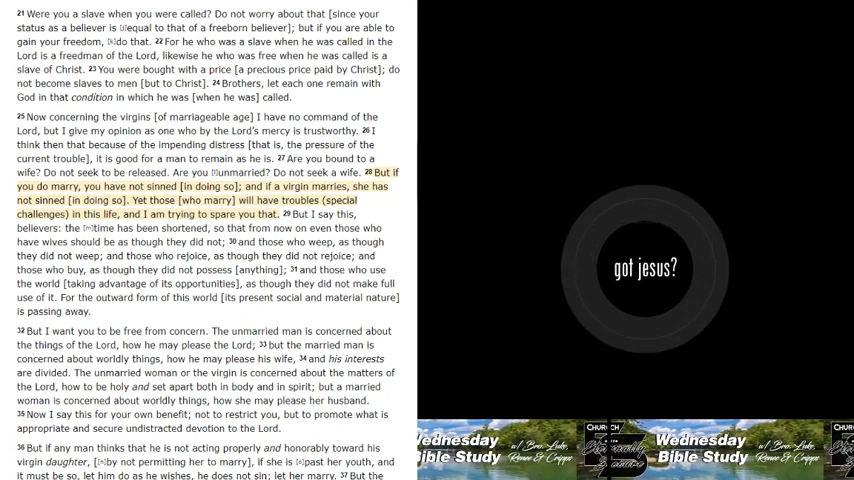 21 Were you a slave when you were called? Do not worry about that [since your
status as a believer is [j]equal to that of a freeborn believer]; but if you are able to
gain your freedom, [k]do that. 22 For he who was a slave when he was called in the
Lord is a freedman of the Lord, likewise he who was free when he was called is a
slave of Christ. 23 You were bought with a price [a precious price paid by Christ]; do
not become slaves to men [but to Christ]. 24 Brothers, let each one remain with
God in that condition in which he was [when he was] called.
25 Now concerning the virgins [of marriageable age] I have no command of the
Lord, but I give my opinion as one who by the Lord's mercy is trustworthy. 26 I
think then that because of the impending distress [that is, the pressure of the
current trouble], it is good for a man to remain as he is. 27 Are you bound to a
wife? Do not seek to be released. Are you [l]unmarried? Do not seek a wife. 28 But if
you do marry, you have not sinned [in doing so]; and if a virgin marries, she has
not sinned [in doing so]. Yet those [who marry] will have troubles (special
challenges) in this life, and I am trying to spare you that. 29 But I say this,
believers: the [m]time has been shortened, so that from now on even those who
have wives should be as though they did not; 30 and those who weep, as though
they did not weep; and those who rejoice, as though they did not rejoice; and
those who buy, as though they did not possess [anything]; 31 and those who use
the world [taking advantage of its opportunities], as though they did not make full
use of it. For the outward form of this world [its present social and material nature]
is passing away.
32 But I want you to be free from concern. The unmarried man is concerned about
the things of the Lord, how he may please the Lord; 33 but the married man is
concerned about worldly things, how he may please his wife, 34 and his interests
are divided. The unmarried woman or the virgin is concerned about the matters of
the Lord, how to be holy and set apart both in body and in spirit; but a married
woman is concerned about worldly things, how she may please her husband.
35 Now I say this for your own benefit; not to restrict you, but to promote what is
appropriate and secure undistracted devotion to the Lord.
36 But if any man thinks that he is not acting properly and honorably toward his
virgin daughter, [n]by not permitting her to marry], if she is [o]past her youth, and
it must be so, let him do as he wishes, he does not sin; let her marry. 37 But the
got jesus?
Wednesday
Bible Study
w/ Bro. Luke,
Renee & Cripps
CHURCH
Eternally
Secure
Wednesday
Bible Study
w/ Bro. Luke,
Renee & Cripps
CHURC